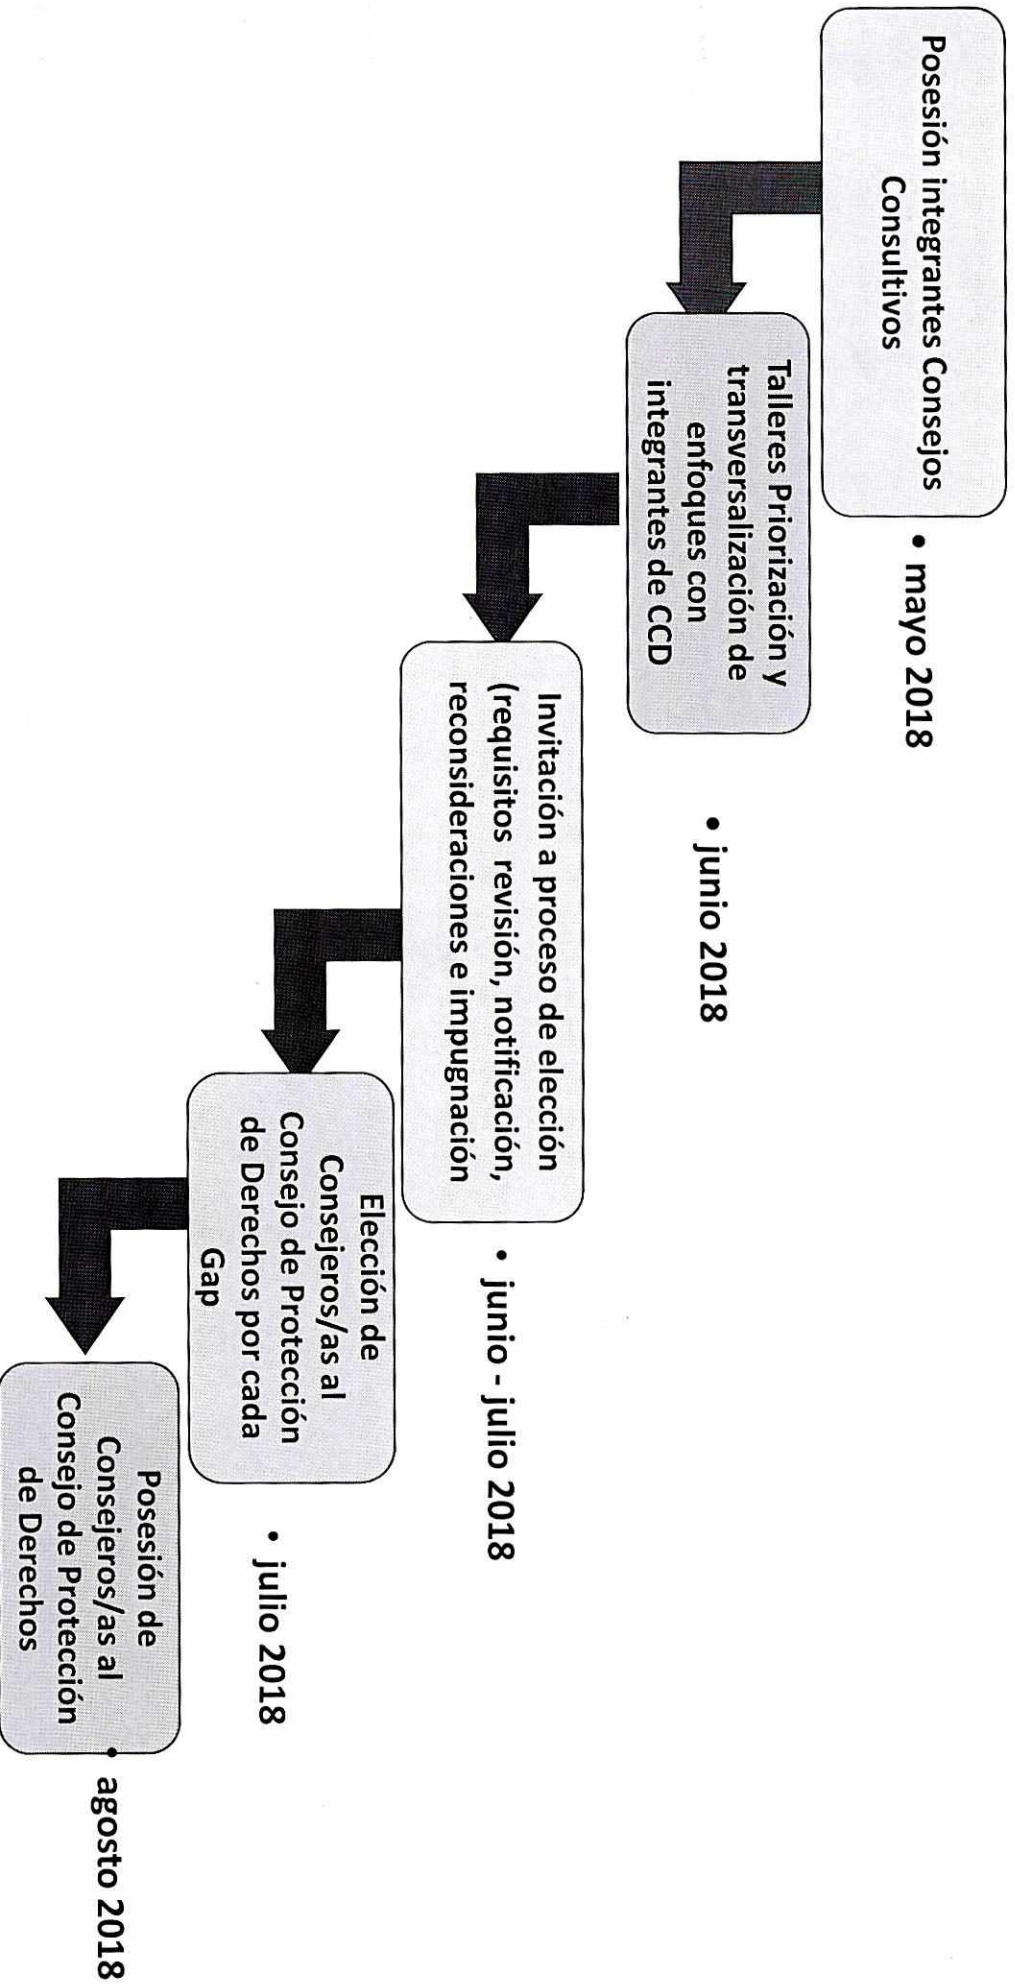 Posesión integrantes Consejos
Consultivos
• mayo 2018
Talleres Priorización y
transversalización de
enfoques con
integrantes de CCD
• junio 2018
Invitación a proceso de elección
(requisitos revisión, notificación,
reconsideraciones e impugnación
• junio - julio 2018
Elección de
Consejeros/as al
Consejo de Protección
de Derechos por cada
Gap
• julio 2018
Posesión de
Consejeros/as al
Consejo de Protección
de Derechos
• agosto 2018